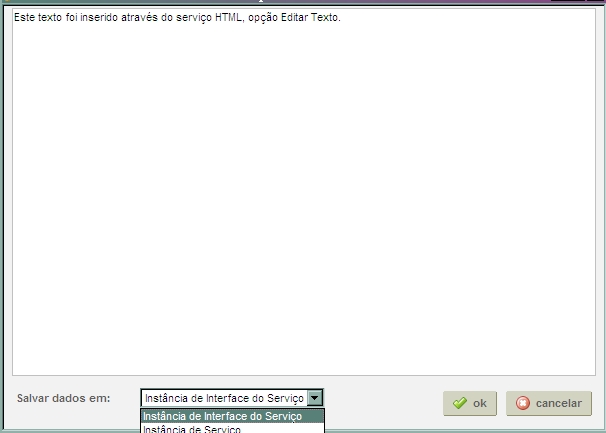 Este texto foi inserido através do serviço HTML, opção Editar Texto.
Salvar dados em:
Instância de Interface do Serviço
ok
cancelar
Instância de Interface do Serviço
Instância de Serviço